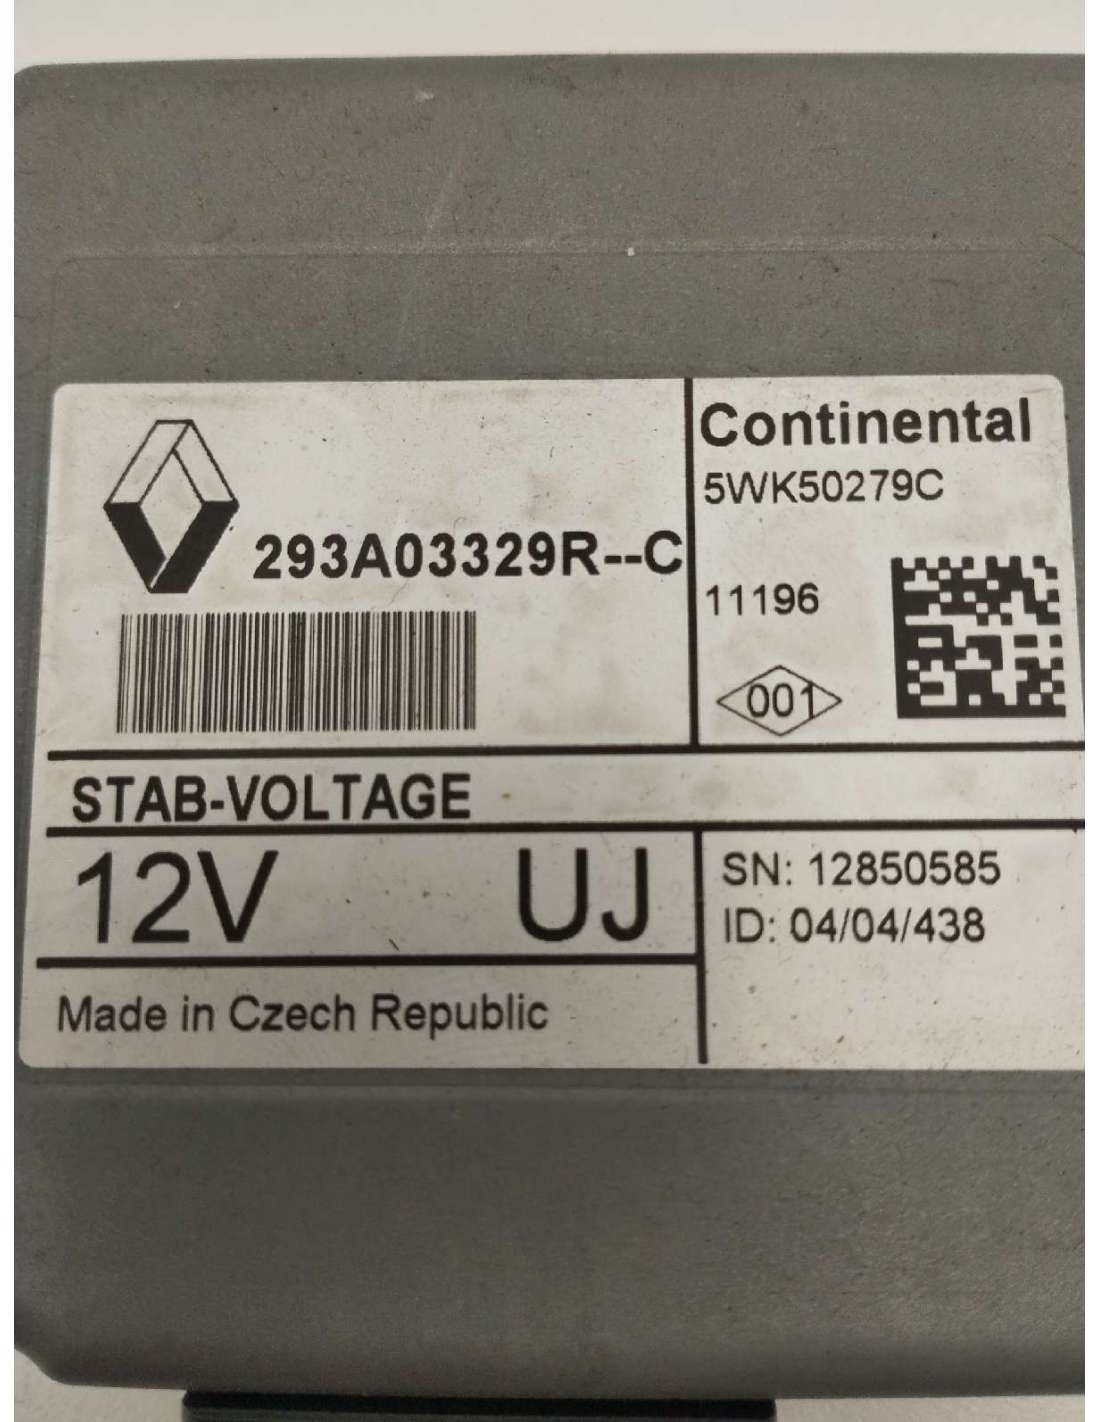 293A03329R--C
Continental
5WK50279C
11196
001
STAB-VOLTAGE
12V UJ
SN: 12850585
ID: 04/04/438
Made in Czech Republic